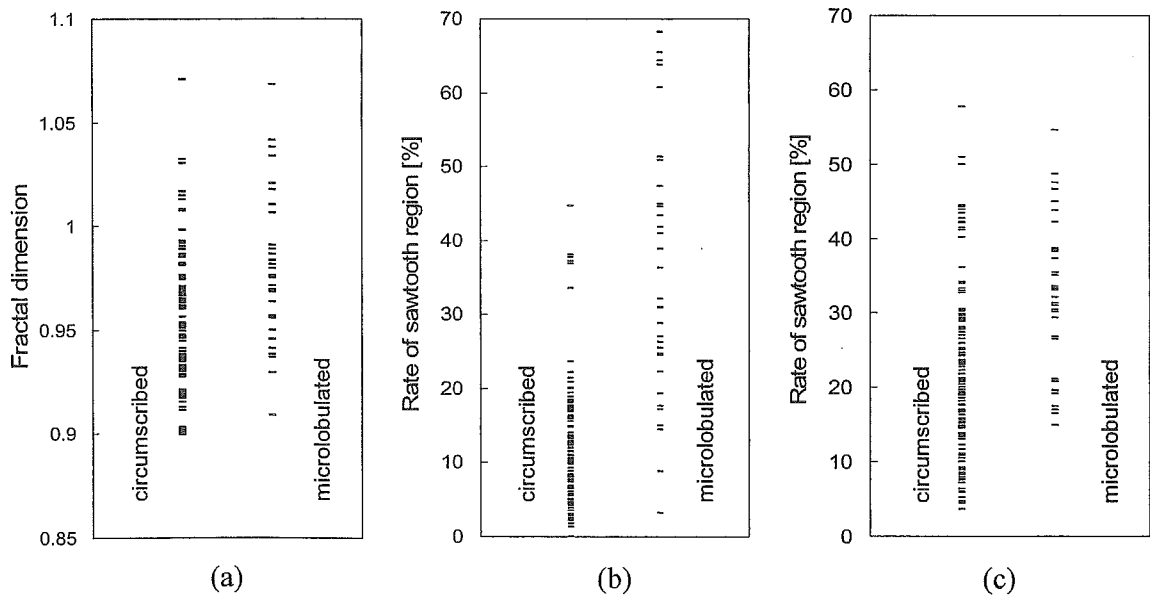 Fractal dimension
1.1
1.05
1
0.95
0.9
0.85
circumscribed
microlobulated
(a)
Rate of sawtooth region [%]
70
60
50
40
30
20
10
0
circumscribed
microlobulated
(b)
Rate of sawtooth region [%]
70
60
50
40
30
20
10
0
circumscribed
microlobulated
(c)